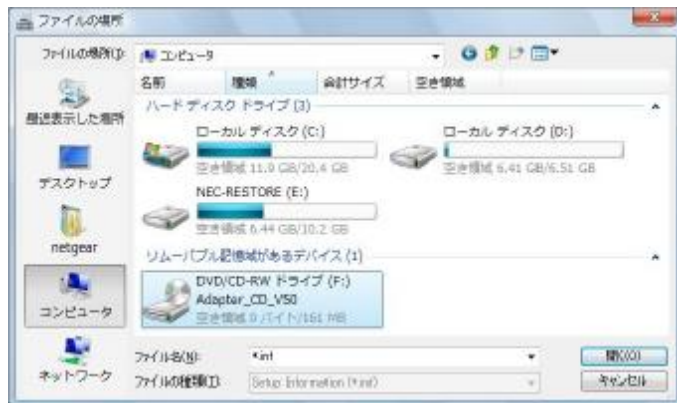 ファイルの場所
ファイルの場所(I):
コンピュータ
名前
種類
合計サイズ
空き領域
最近表示した場所
デスクトップ
netgear
コンピュータ
ネットワーク
ハード ディスク ドライブ (3)
ローカル ディスク (C:)
空き領域 11.9 GB/20.4 GB
ローカル ディスク (D:)
空き領域 6.41 GB/6.51 GB
NEC-RESTORE (E:)
空き領域 6.44 GB/10.2 GB
リムーバブル記憶域があるデバイス (1)
DVD/CD-RW ドライブ (F:)
Adapter_CD_V50
空き領域 0 バイト/161 MB
ファイル名(N):
*.inf
開く(O)
ファイルの種類(T):
Setup Information (*.inf)
キャンセル